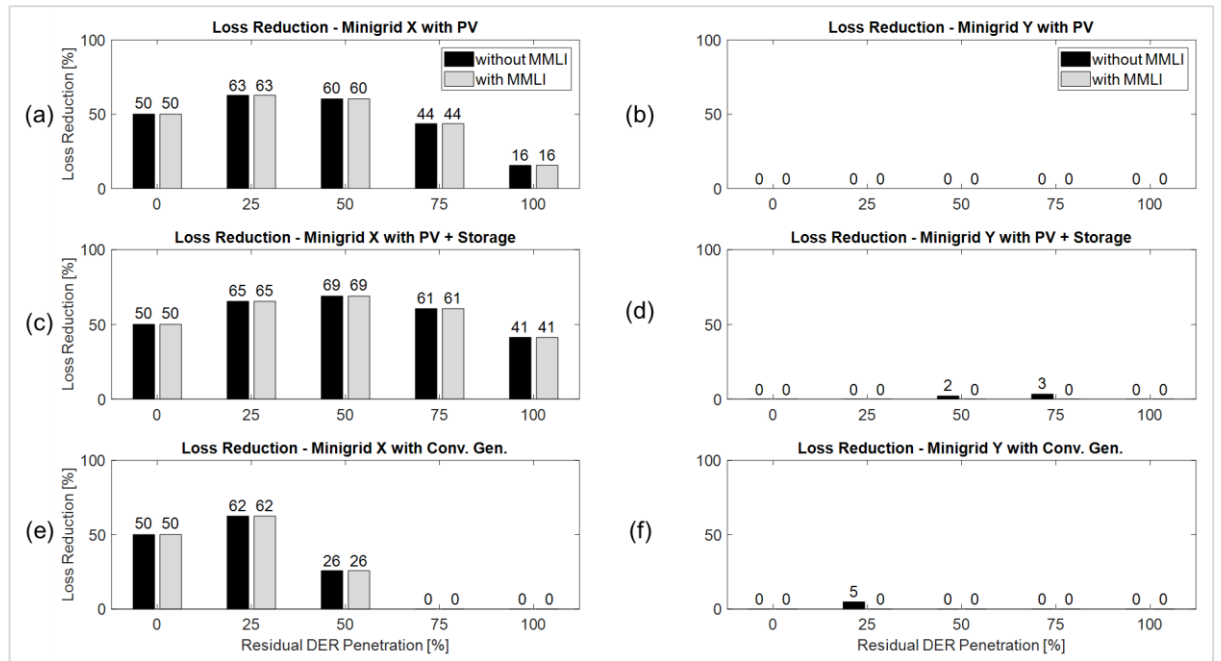 Loss Reduction - Minigrid X with PV
(a)
Loss Reduction [%]
100
50
0
without MMLI
with MMLI
50 50
63 63
60 60
44 44
16 16
0 25 50 75 100
Loss Reduction - Minigrid Y with PV
(b)
100
50
0
without MMLI
with MMLI
0 0 0 0 0 0 0 0 0 0
0 25 50 75 100
Loss Reduction - Minigrid X with PV + Storage
(c)
Loss Reduction [%]
100
50
0
50 50
65 65
69 69
61 61
41 41
0 25 50 75 100
Loss Reduction - Minigrid Y with PV + Storage
(d)
100
50
0
0 0 0 0 2 0 3 0 0 0
0 25 50 75 100
Loss Reduction - Minigrid X with Conv. Gen.
(e)
Loss Reduction [%]
100
50
0
50 50
62 62
26 26
0 0
0 0
0 25 50 75 100
Residual DER Penetration [%]
Loss Reduction - Minigrid Y with Conv. Gen.
(f)
100
50
0
0 0 5 0 0 0 0 0 0 0
0 25 50 75 100
Residual DER Penetration [%]